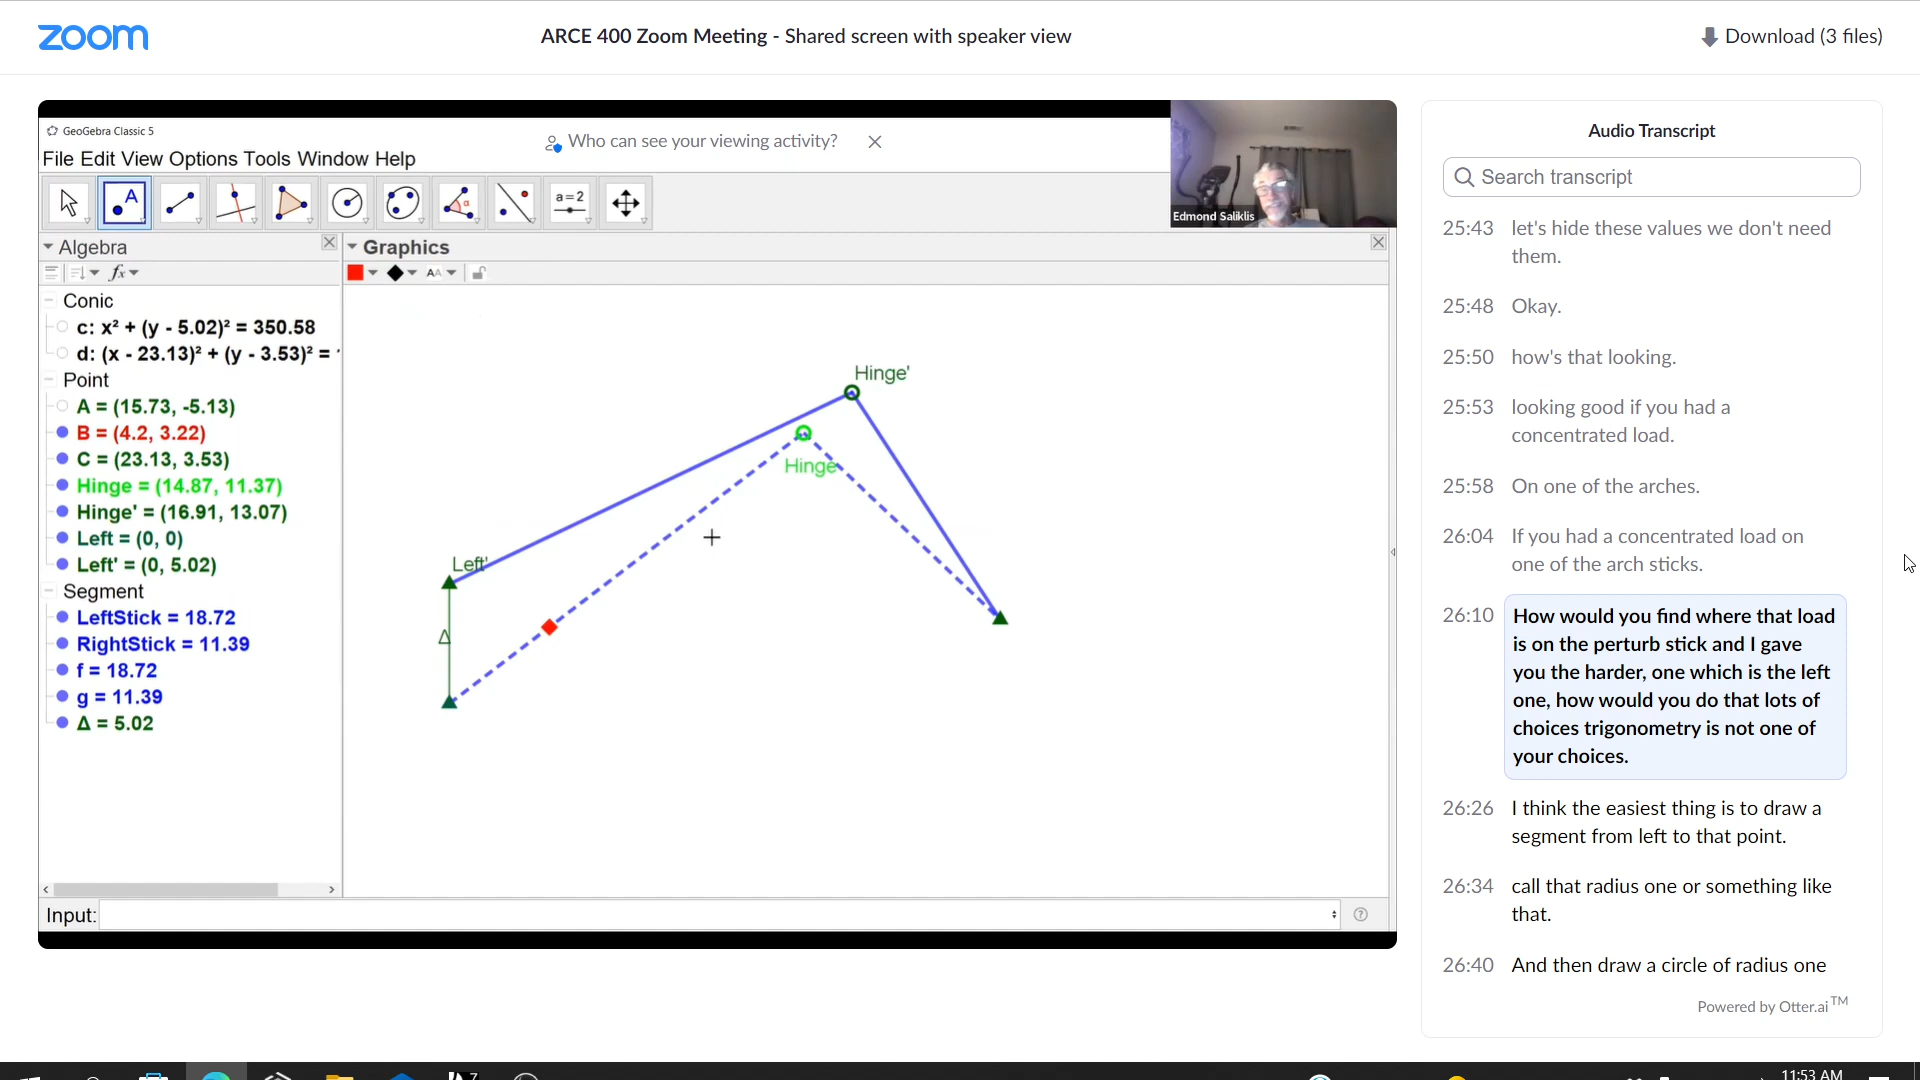 zoom
ARCE 400 Zoom Meeting - Shared screen with speaker view
Download (3 files)
GeoGebra Classic 5
Who can see your viewing activity?
File Edit View Options Tools Window Help
A
α
a=2
Edmond Saliklis
Algebra
Graphics
fx
AA
Conic
c: x² + (y - 5.02)² = 350.58
d: (x - 23.13)² + (y - 3.53)² =
Point
A = (15.73, -5.13)
B = (4.2, 3.22)
C = (23.13, 3.53)
Hinge = (14.87, 11.37)
Hinge' = (16.91, 13.07)
Left = (0, 0)
Left' = (0, 5.02)
Segment
LeftStick = 18.72
RightStick = 11.39
f = 18.72
g = 11.39
Δ = 5.02
Hinge'
Hinge
Left'
Δ
Input:
Audio Transcript
Search transcript
25:43 let's hide these values we don't need
them.
25:48 Okay.
25:50 how's that looking.
25:53 looking good if you had a
concentrated load.
25:58 On one of the arches.
26:04 If you had a concentrated load on
one of the arch sticks.
26:10 How would you find where that load
is on the perturb stick and I gave
you the harder, one which is the left
one, how would you do that lots of
choices trigonometry is not one of
your choices.
26:26 I think the easiest thing is to draw a
segment from left to that point.
26:34 call that radius one or something like
that.
26:40 And then draw a circle of radius one
Powered by Otter.ai TM
11:53 AM